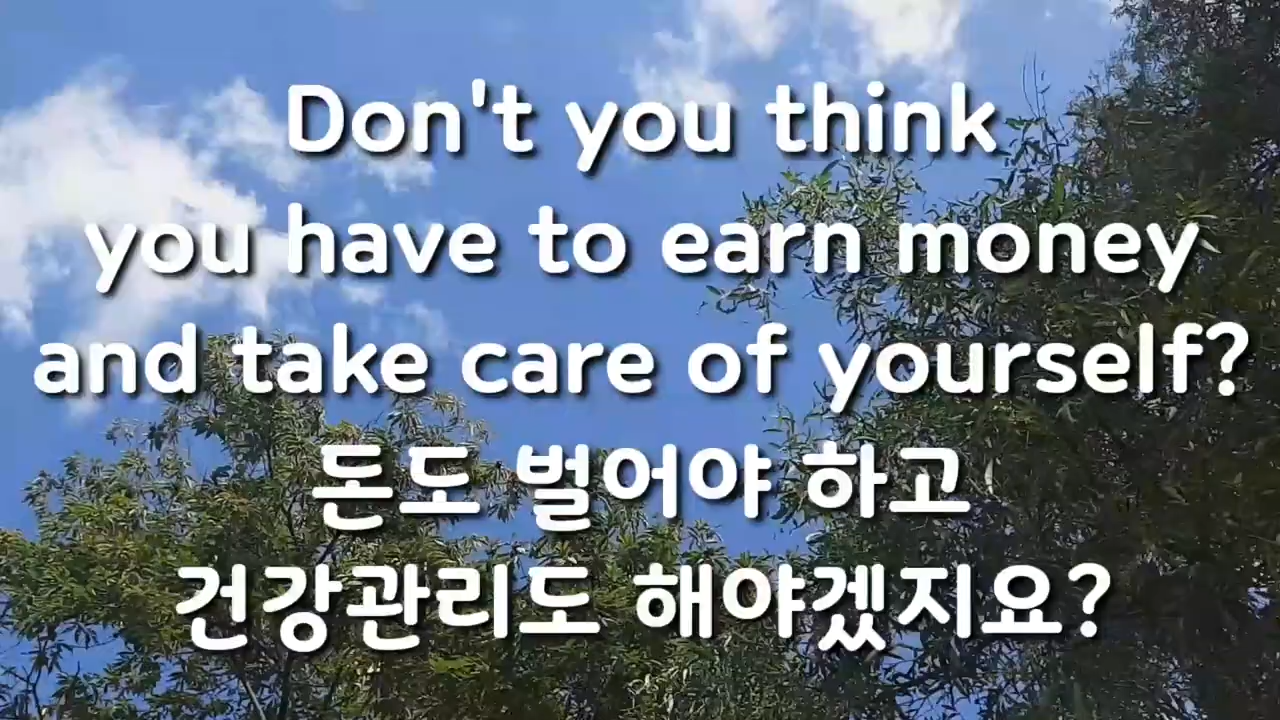 Don't you think
you have to earn money
and take care of yourself?
돈도 벌어야 하고
건강관리도 해야겠지요?